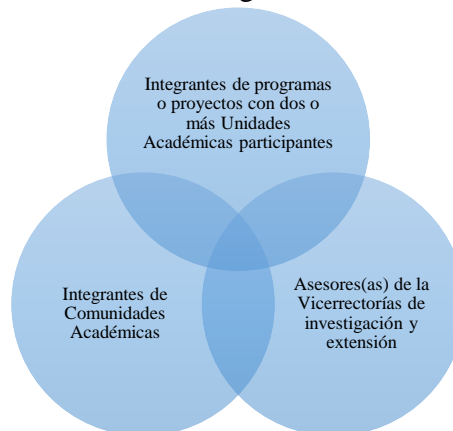 Integrantes de programas
o proyectos con dos o
más Unidades
Académicas participantes
Integrantes de
Comunidades
Académicas
Asesores(as) de la
Vicerrectorías de
investigación y
extensión